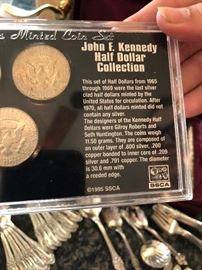 s Minted Coin Set
John F. Kennedy
Half Dollar
Collection
This set of Half Dollars from 1965
through 1969 were the last silver
clad half dollars minted by the
United States for circulation. After
1970, all half dollars minted did not
contain any silver.
The designers of the Kennedy Half
Dollars were Gilroy Roberts and
Seth Huntington. The coins weigh
11.50 grams. They are composed of
an outer layer of .800 silver, .200
copper bonded to inner core of .209
silver and .791 copper. The diameter
is 30.6 mm with
a reeded edge.
©1995 SSCA
SSCA